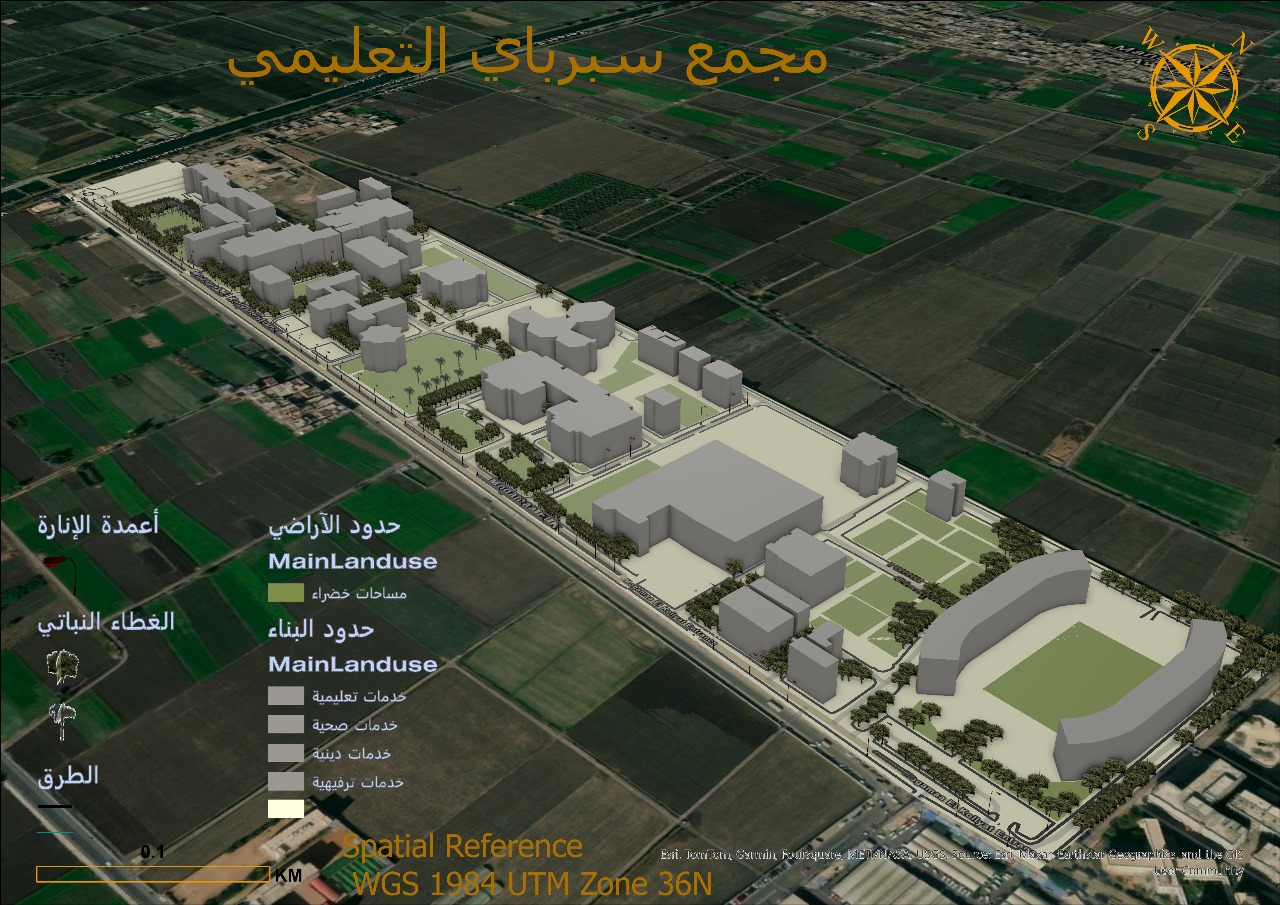 مجمع سبرباي التعليمي
W
N
S
E
أعمدة الإنارة
الغطاء النباتي
الطرق
حدود الآراضي
MainLanduse
مساحات خضراء
حدود البناء
MainLanduse
خدمات تعليمية
خدمات صحية
خدمات دينية
خدمات ترفيهية
0.1
KM
Spatial Reference
WGS 1984 UTM Zone 36N
Esri, TomTom, Garmin, Foursquare, METI/NASA, USGS, Source: Esri, Maxar, Earthstar Geographics, and the GIS
User Community